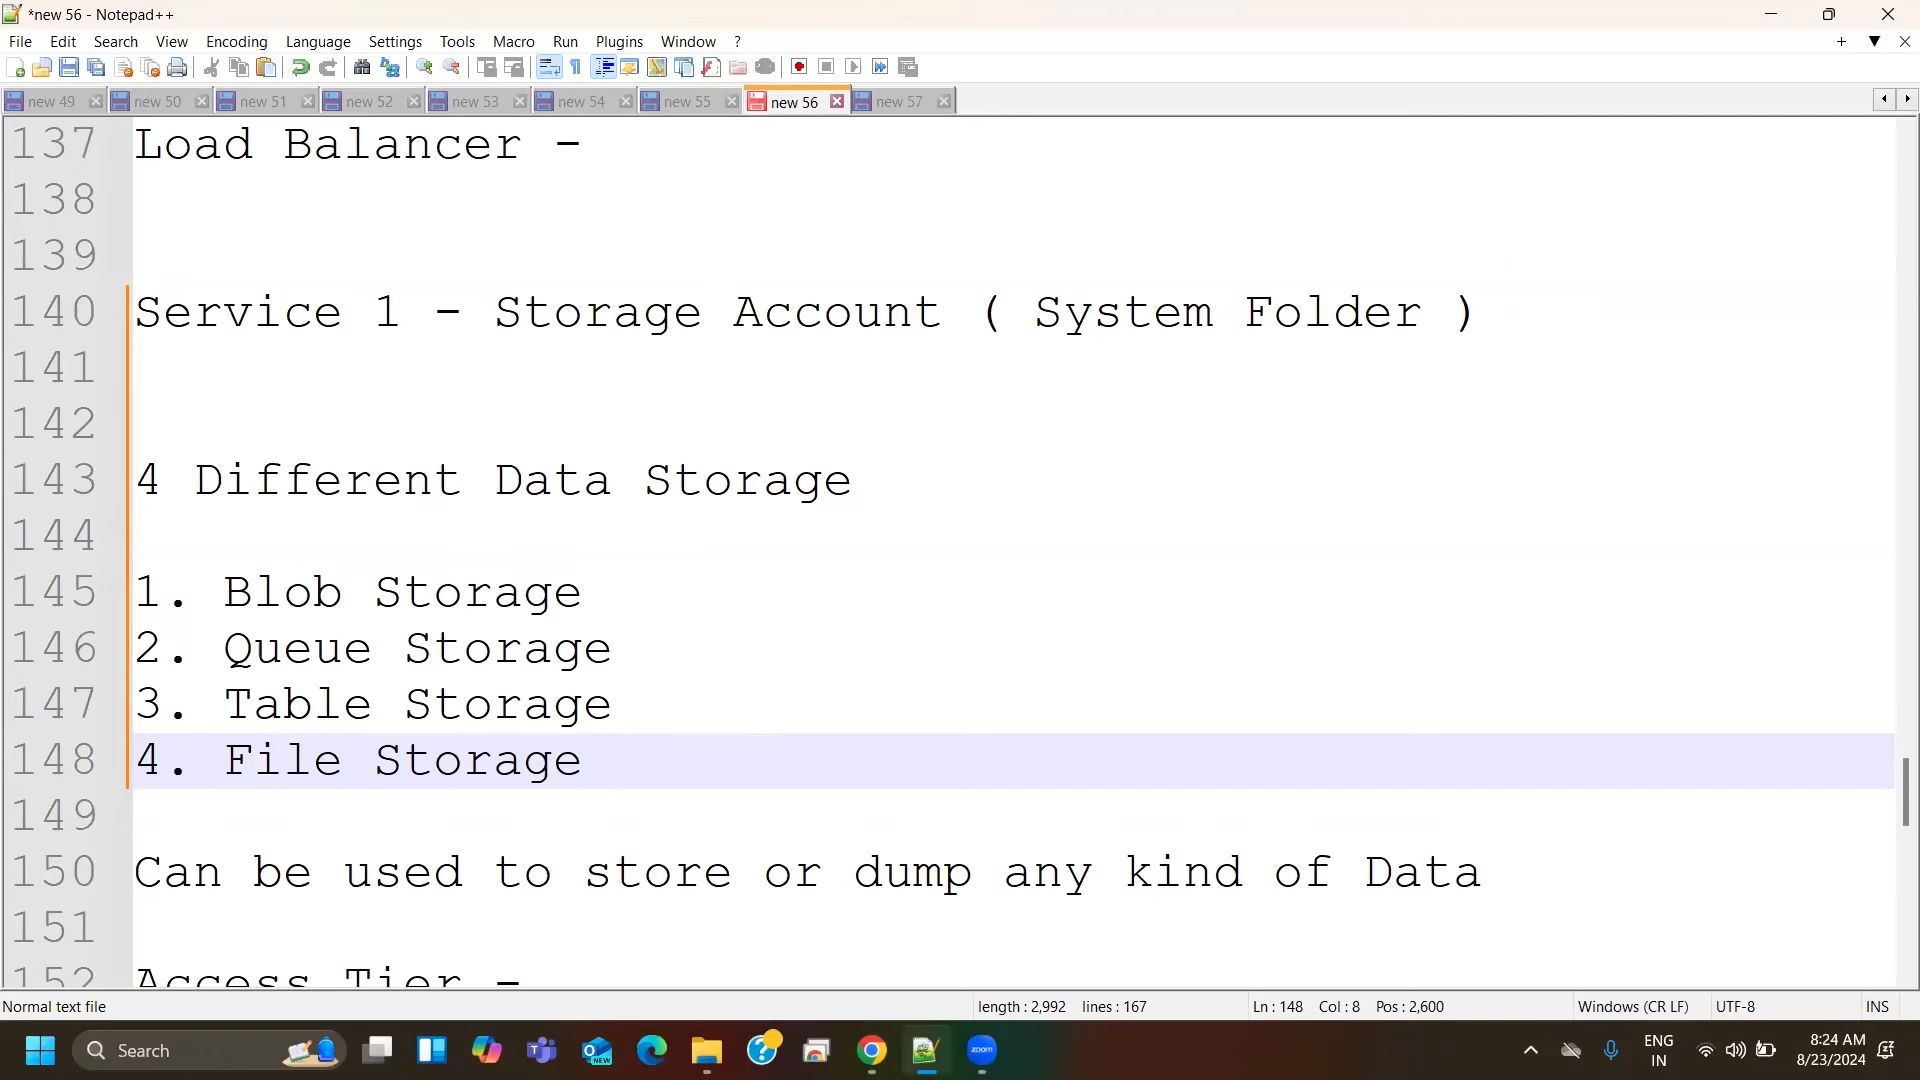 *new 56 - Notepad++
File Edit Search View Encoding Language Settings Tools Macro Run Plugins Window ?
new 49 new 50 new 51 new 52 new 53 new 54 new 55 new 56 new 57
137 Load Balancer -
138
139
140 Service 1 - Storage Account ( System Folder )
141
142
143 4 Different Data Storage
144
145 1. Blob Storage
146 2. Queue Storage
147 3. Table Storage
148 4. File Storage
149
150 Can be used to store or dump any kind of Data
151
152 Access Tier -
Normal text file length : 2,992 lines : 167 Ln : 148 Col : 8 Pos : 2,600 Windows (CR LF) UTF-8 INS
Search NEW zoom ENG 8:24 AM
IN 8/23/2024